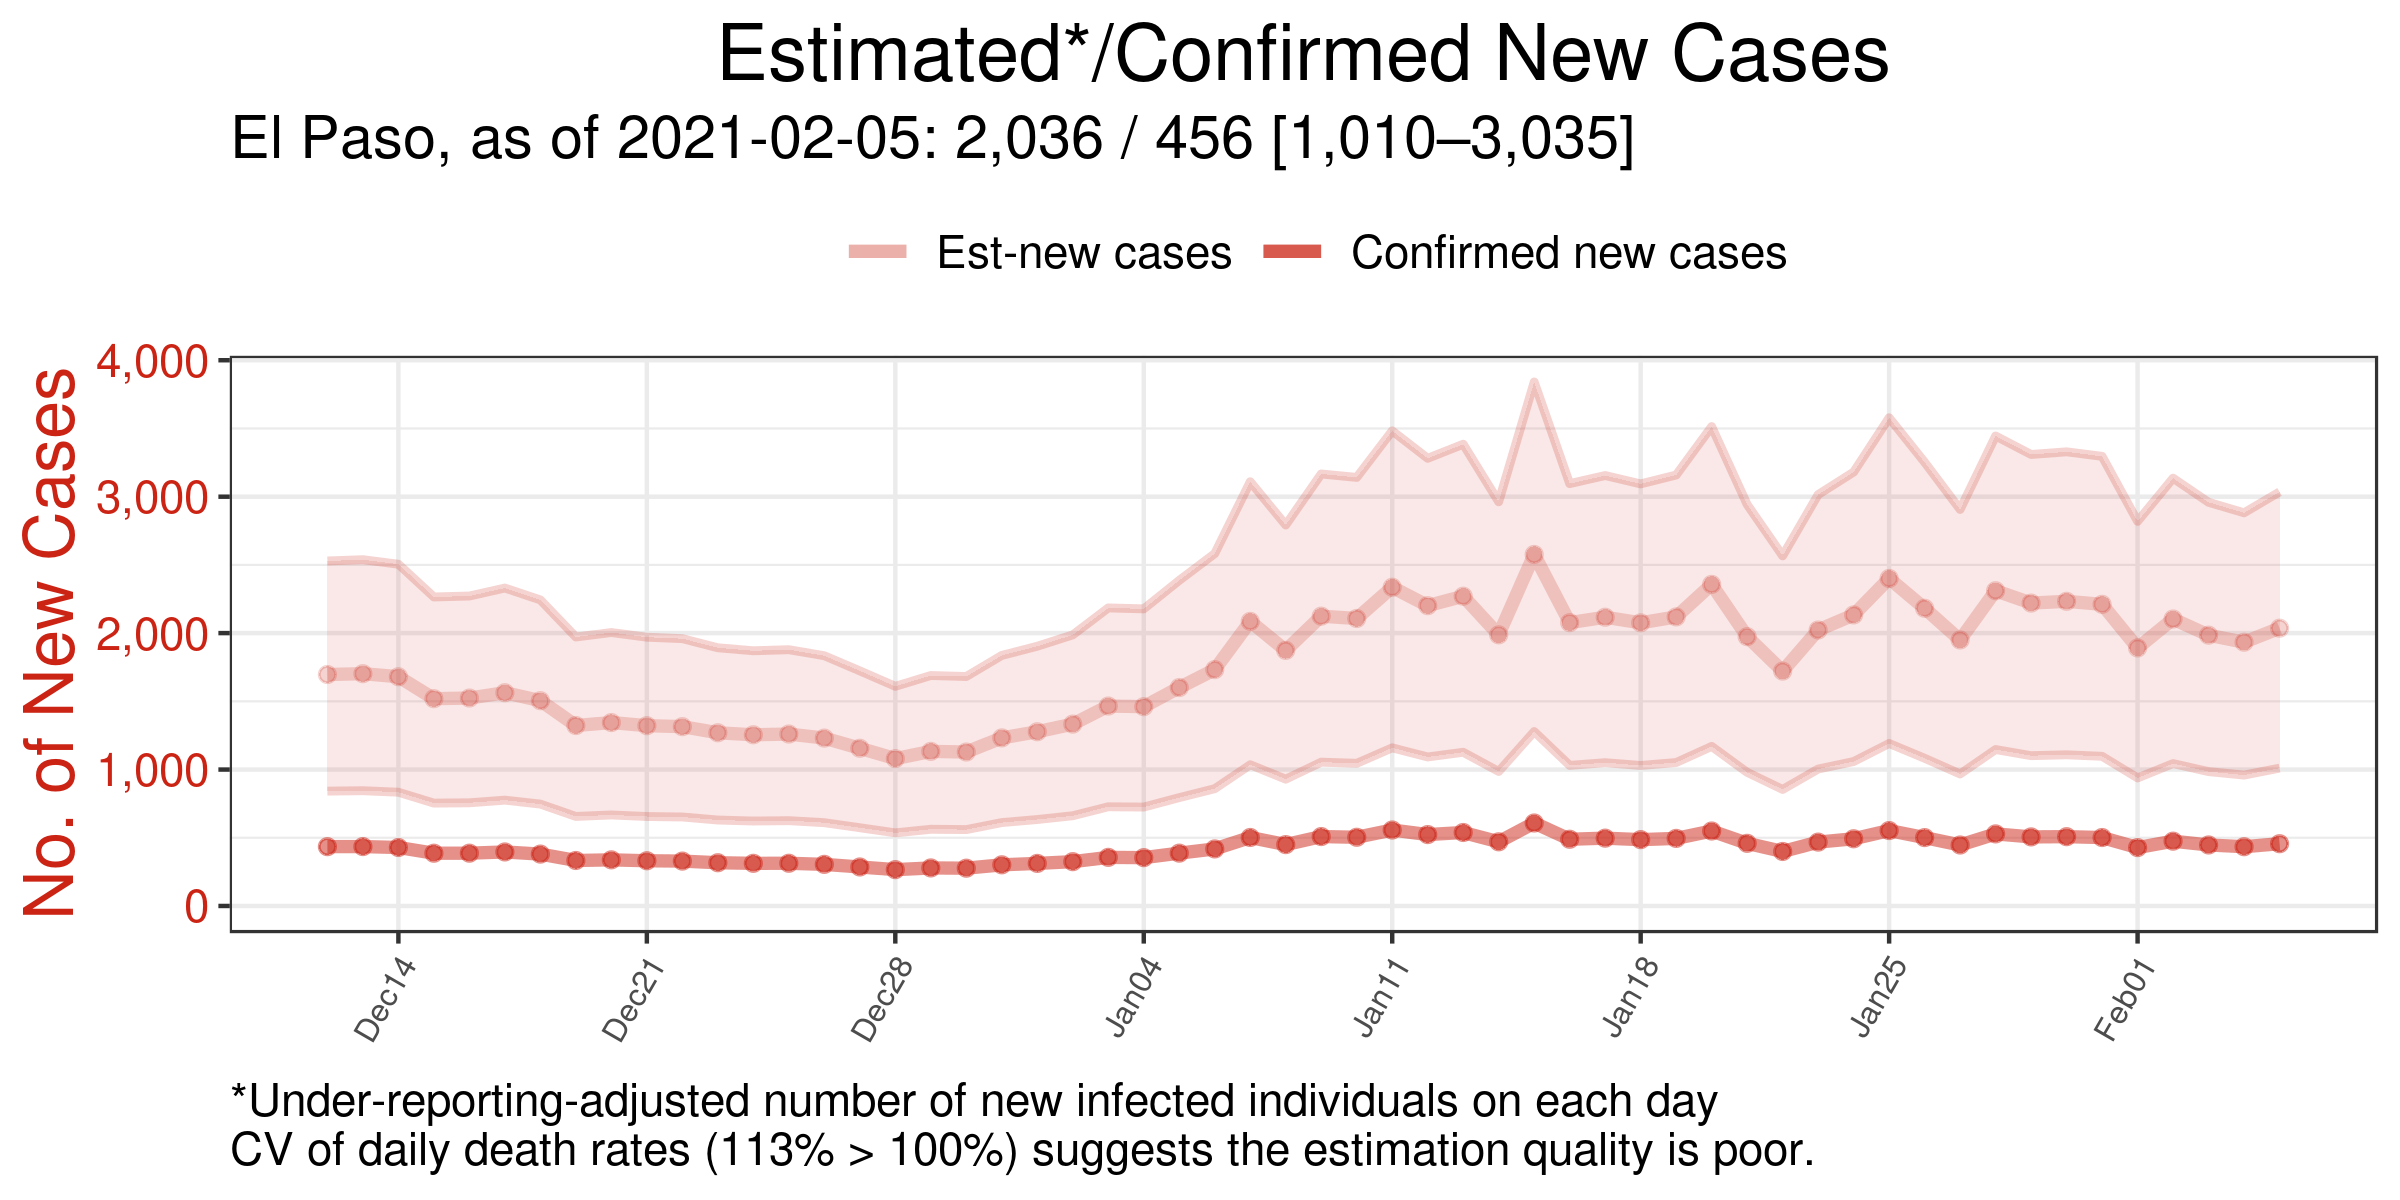 Estimated*/Confirmed New Cases
El Paso, as of 2021-02-05: 2,036 / 456 [1,010–3,035]
Est-new cases Confirmed new cases
No. of New Cases
4,000
3,000
2,000
1,000
0
Dec14 Dec21 Dec28 Jan04 Jan11 Jan18 Jan25 Feb01
*Under-reporting-adjusted number of new infected individuals on each day
CV of daily death rates (113% > 100%) suggests the estimation quality is poor.